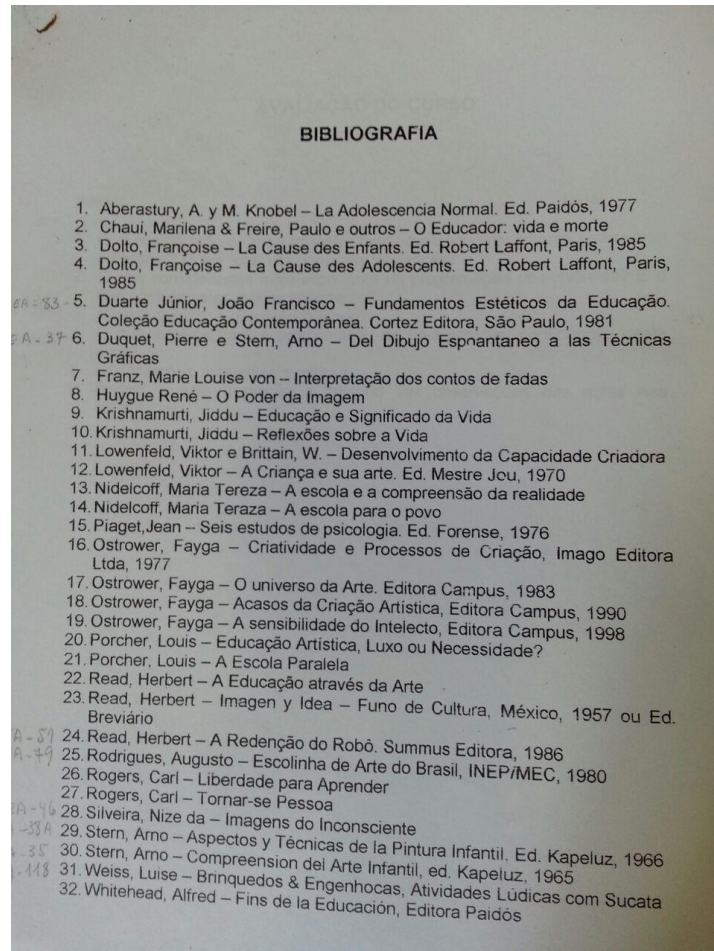 BIBLIOGRAFIA
1. Aberastury, A. y M. Knobel – La Adolescencia Normal. Ed. Paidós, 1977
2. Chauí, Marilena & Freire, Paulo e outros – O Educador: vida e morte
3. Dolto, Françoise – La Cause des Enfants. Ed. Robert Laffont, Paris, 1985
4. Dolto, Françoise – La Cause des Adolescents. Ed. Robert Laffont, Paris,
1985
EA-83- 5. Duarte Júnior, João Francisco – Fundamentos Estéticos da Educação.
Coleção Educação Contemporânea. Cortez Editora, São Paulo, 1981
EA-37 6. Duquet, Pierre e Stern, Arno – Del Dibujo Espontaneo a las Técnicas
Gráficas
7. Franz, Marie Louise von – Interpretação dos contos de fadas
8. Huygue René – O Poder da Imagem
9. Krishnamurti, Jiddu – Educação e Significado da Vida
10. Krishnamurti, Jiddu – Reflexões sobre a Vida
11. Lowenfeld, Viktor e Brittain, W. – Desenvolvimento da Capacidade Criadora
12. Lowenfeld, Viktor – A Criança e sua arte. Ed. Mestre Jou, 1970
13. Nidelcoff, Maria Tereza – A escola e a compreensão da realidade
14. Nidelcoff, Maria Teraza – A escola para o povo
15. Piaget,Jean – Seis estudos de psicologia. Ed. Forense, 1976
16. Ostrower, Fayga – Criatividade e Processos de Criação, Imago Editora
Ltda, 1977
17. Ostrower, Fayga – O universo da Arte. Editora Campus, 1983
18. Ostrower, Fayga – Acasos da Criação Artística, Editora Campus, 1990
19. Ostrower, Fayga – A sensibilidade do Intelecto, Editora Campus, 1998
20. Porcher, Louis – Educação Artística, Luxo ou Necessidade?
21. Porcher, Louis – A Escola Paralela
22. Read, Herbert – A Educação através da Arte
23. Read, Herbert – Imagen y Idea – Funo de Cultura, México, 1957 ou Ed.
Breviário
A-51 24. Read, Herbert – A Redenção do Robô. Summus Editora, 1986
A-49 25. Rodrigues, Augusto – Escolinha de Arte do Brasil, INEP/MEC, 1980
26. Rogers, Carl – Liberdade para Aprender
27. Rogers, Carl – Tornar-se Pessoa
EA-46 28. Silveira, Nize da – Imagens do Inconsciente
-38A 29. Stern, Arno – Aspectos y Técnicas de la Pintura Infantil. Ed. Kapeluz, 1966
-35 30. Stern, Arno – Compreension del Arte Infantil, ed. Kapeluz, 1965
-118 31. Weiss, Luise – Brinquedos & Engenhocas, Atividades Lúdicas com Sucata
32. Whitehead, Alfred – Fins de la Educación, Editora Paidós